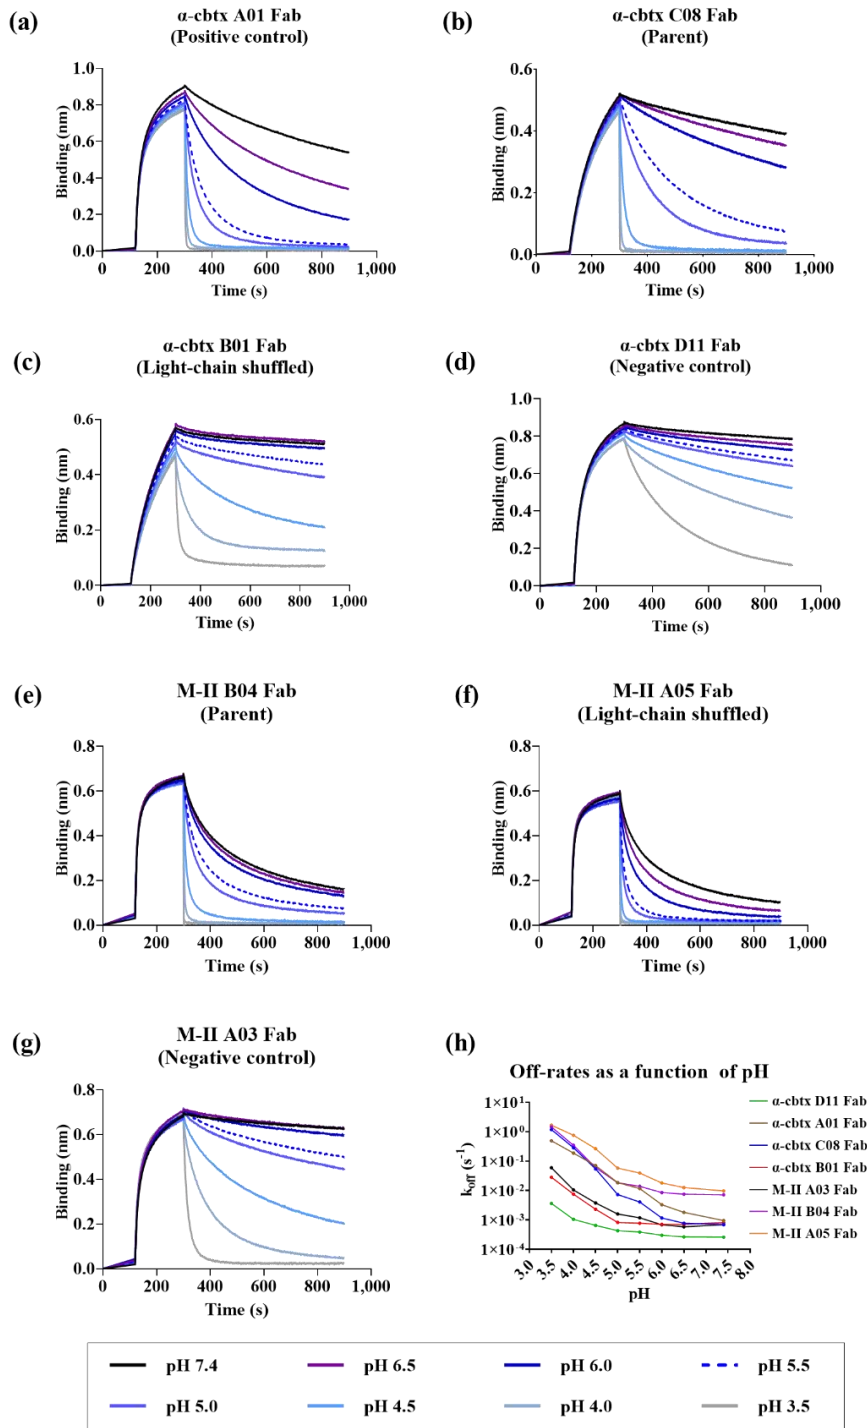 (a)
α-cbtx A01 Fab
(Positive control)
Binding (nm)
1.0
0.8
0.6
0.4
0.2
0.0
0 200 400 600 800 1,000
Time (s)
(b)
α-cbtx C08 Fab
(Parent)
Binding (nm)
0.6
0.4
0.2
0.0
0 200 400 600 800 1,000
Time (s)
(c)
α-cbtx B01 Fab
(Light-chain shuffled)
Binding (nm)
0.6
0.4
0.2
0.0
0 200 400 600 800 1,000
Time (s)
(d)
α-cbtx D11 Fab
(Negative control)
Binding (nm)
1.0
0.8
0.6
0.4
0.2
0.0
0 200 400 600 800 1,000
Time (s)
(e)
M-II B04 Fab
(Parent)
Binding (nm)
0.8
0.6
0.4
0.2
0.0
0 200 400 600 800 1,000
Time (s)
(f)
M-II A05 Fab
(Light-chain shuffled)
Binding (nm)
0.8
0.6
0.4
0.2
0.0
0 200 400 600 800 1,000
Time (s)
(g)
M-II A03 Fab
(Negative control)
Binding (nm)
0.8
0.6
0.4
0.2
0.0
0 200 400 600 800 1,000
Time (s)
(h)
Off-rates as a function of pH
k_off (s⁻¹)
1×10¹
1×10⁰
1×10⁻¹
1×10⁻²
1×10⁻³
1×10⁻⁴
3.0 3.5 4.0 4.5 5.0 5.5 6.0 6.5 7.0 7.5 8.0
pH
α-cbtx D11 Fab
α-cbtx A01 Fab
α-cbtx C08 Fab
α-cbtx B01 Fab
M-II A03 Fab
M-II B04 Fab
M-II A05 Fab
pH 7.4 pH 6.5 pH 6.0 pH 5.5
pH 5.0 pH 4.5 pH 4.0 pH 3.5